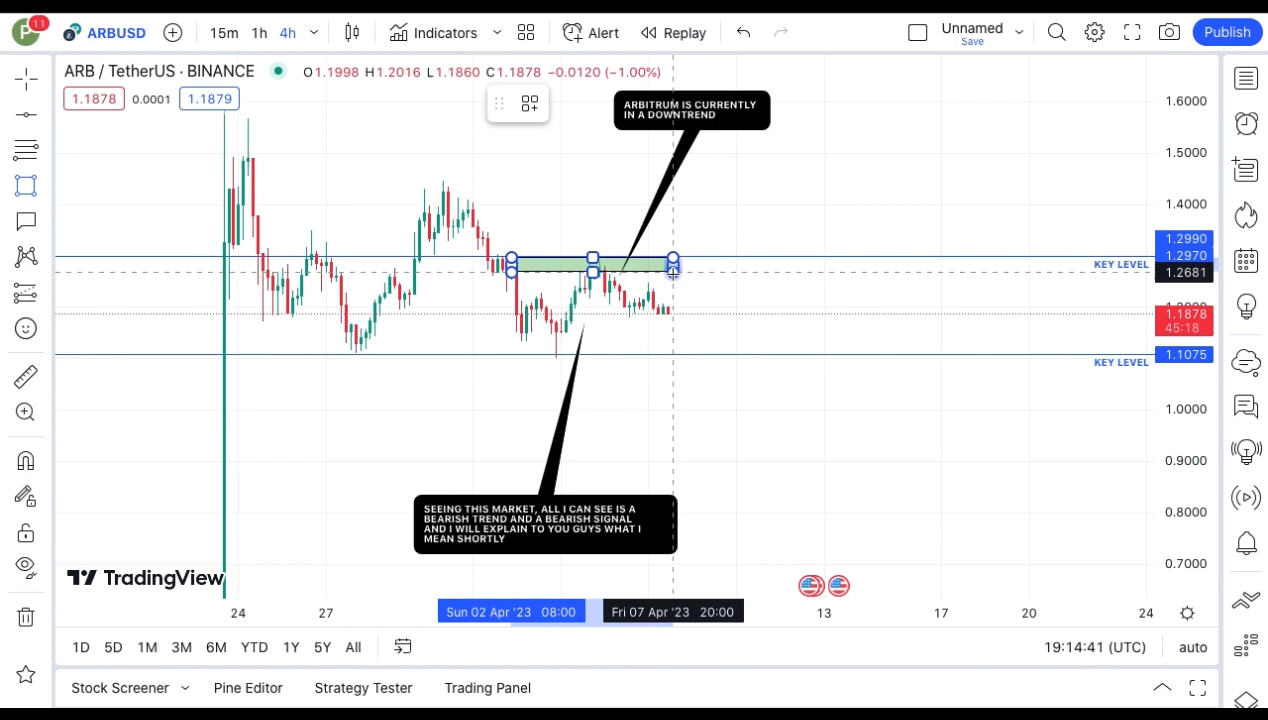 P 11 ARBUSD 15m 1h 4h Indicators Alert Replay Unnamed Save Publish
ARB / TetherUS · BINANCE O1.1998 H1.2016 L1.1860 C1.1878 −0.0120 (−1.00%)
1.1878 0.0001 1.1879
ARBITRUM IS CURRENTLY
IN A DOWNTREND
1.6000
1.5000
1.4000
1.2990
1.2970
KEY LEVEL
1.2681
1.1878
45:18
1.1075
KEY LEVEL
1.0000
0.9000
SEEING THIS MARKET, ALL I CAN SEE IS A
BEARISH TREND AND A BEARISH SIGNAL
AND I WILL EXPLAIN TO YOU GUYS WHAT I
MEAN SHORTLY
0.8000
0.7000
TradingView
24 27 Sun 02 Apr '23 08:00 Fri 07 Apr '23 20:00 13 17 20 24
1D 5D 1M 3M 6M YTD 1Y 5Y All 19:14:41 (UTC) auto
Stock Screener Pine Editor Strategy Tester Trading Panel